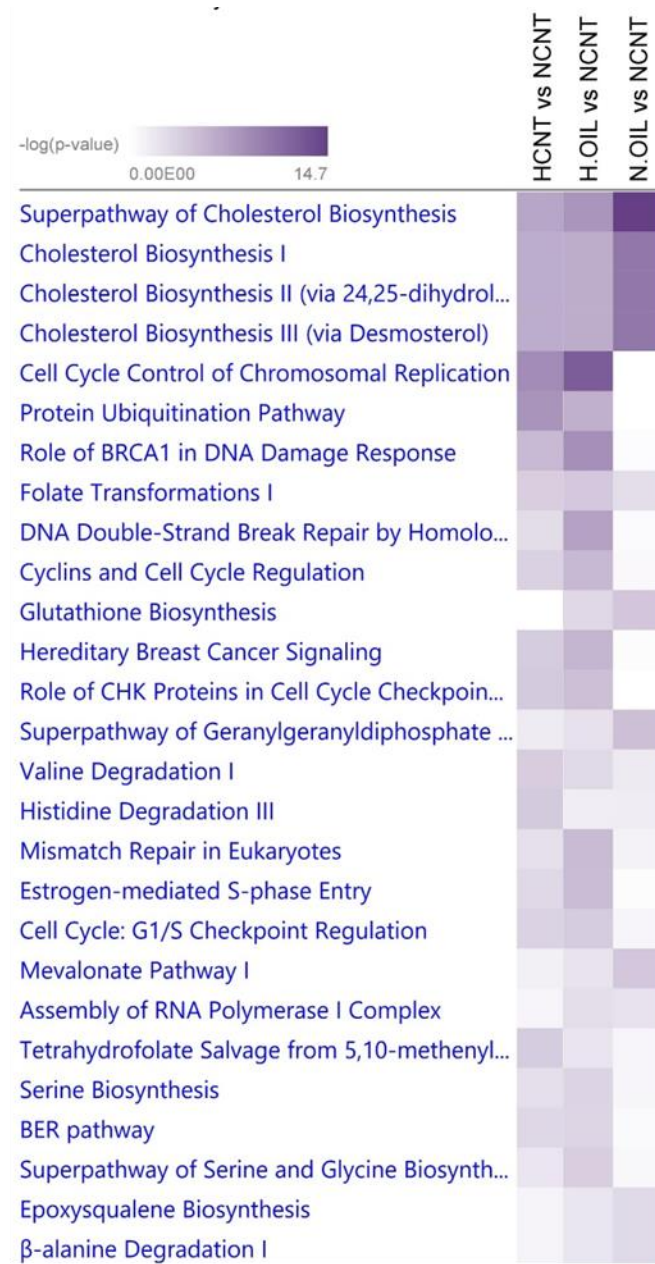 HCNT vs NCNT
H.OIL vs NCNT
N.OIL vs NCNT
-log(p-value)
0.00E00 14.7
Superpathway of Cholesterol Biosynthesis
Cholesterol Biosynthesis I
Cholesterol Biosynthesis II (via 24,25-dihydrol...
Cholesterol Biosynthesis III (via Desmosterol)
Cell Cycle Control of Chromosomal Replication
Protein Ubiquitination Pathway
Role of BRCA1 in DNA Damage Response
Folate Transformations I
DNA Double-Strand Break Repair by Homolo...
Cyclins and Cell Cycle Regulation
Glutathione Biosynthesis
Hereditary Breast Cancer Signaling
Role of CHK Proteins in Cell Cycle Checkpoin...
Superpathway of Geranylgeranyldiphosphate ...
Valine Degradation I
Histidine Degradation III
Mismatch Repair in Eukaryotes
Estrogen-mediated S-phase Entry
Cell Cycle: G1/S Checkpoint Regulation
Mevalonate Pathway I
Assembly of RNA Polymerase I Complex
Tetrahydrofolate Salvage from 5,10-methenyl...
Serine Biosynthesis
BER pathway
Superpathway of Serine and Glycine Biosynth...
Epoxysqualene Biosynthesis
β-alanine Degradation I